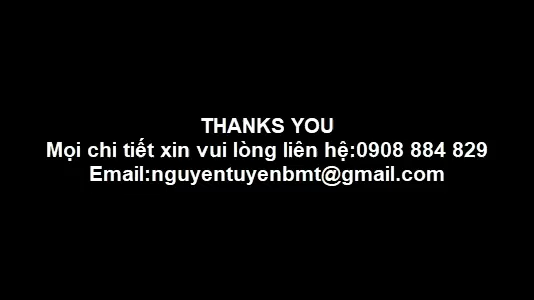 THANKS YOU
Mọi chi tiết xin vui lòng liên hệ:0908 884 829
Email:nguyentuyenbmt@gmail.com